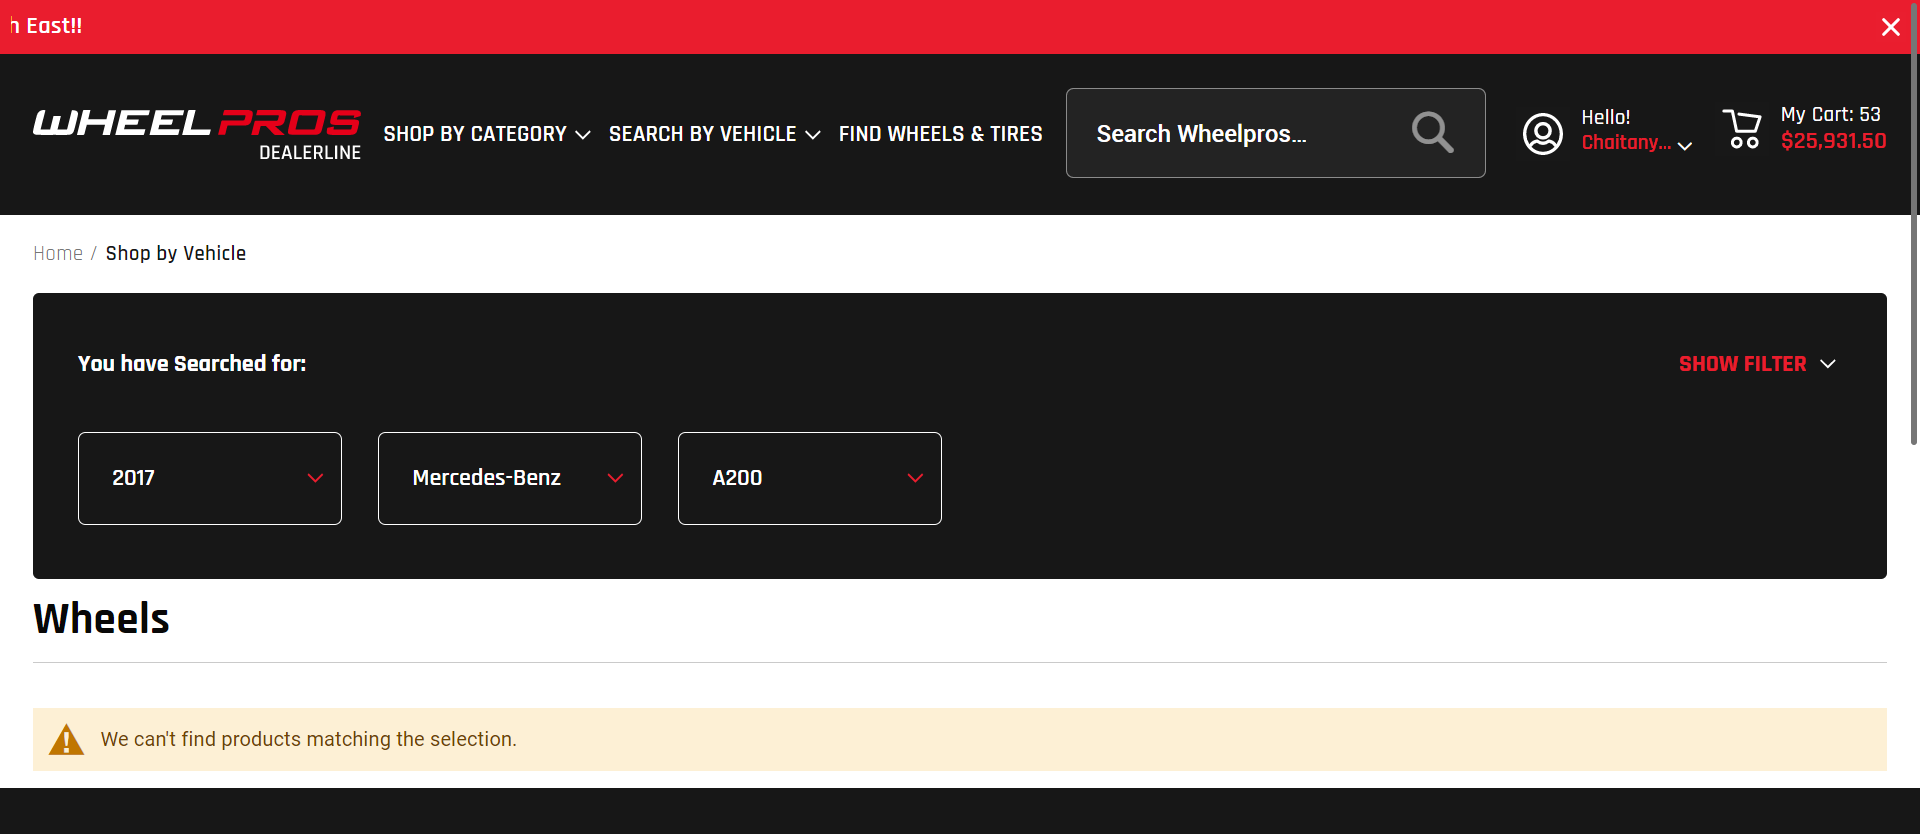 East!!
WHEEL PROS
DEALERLINE
SHOP BY CATEGORY
SEARCH BY VEHICLE
FIND WHEELS & TIRES
Search Wheelpros...
Hello!
Chaitany...
My Cart: 53
$25,931.50
Home / Shop by Vehicle
You have Searched for:
SHOW FILTER
2017
Mercedes-Benz
A200
Wheels
We can't find products matching the selection.